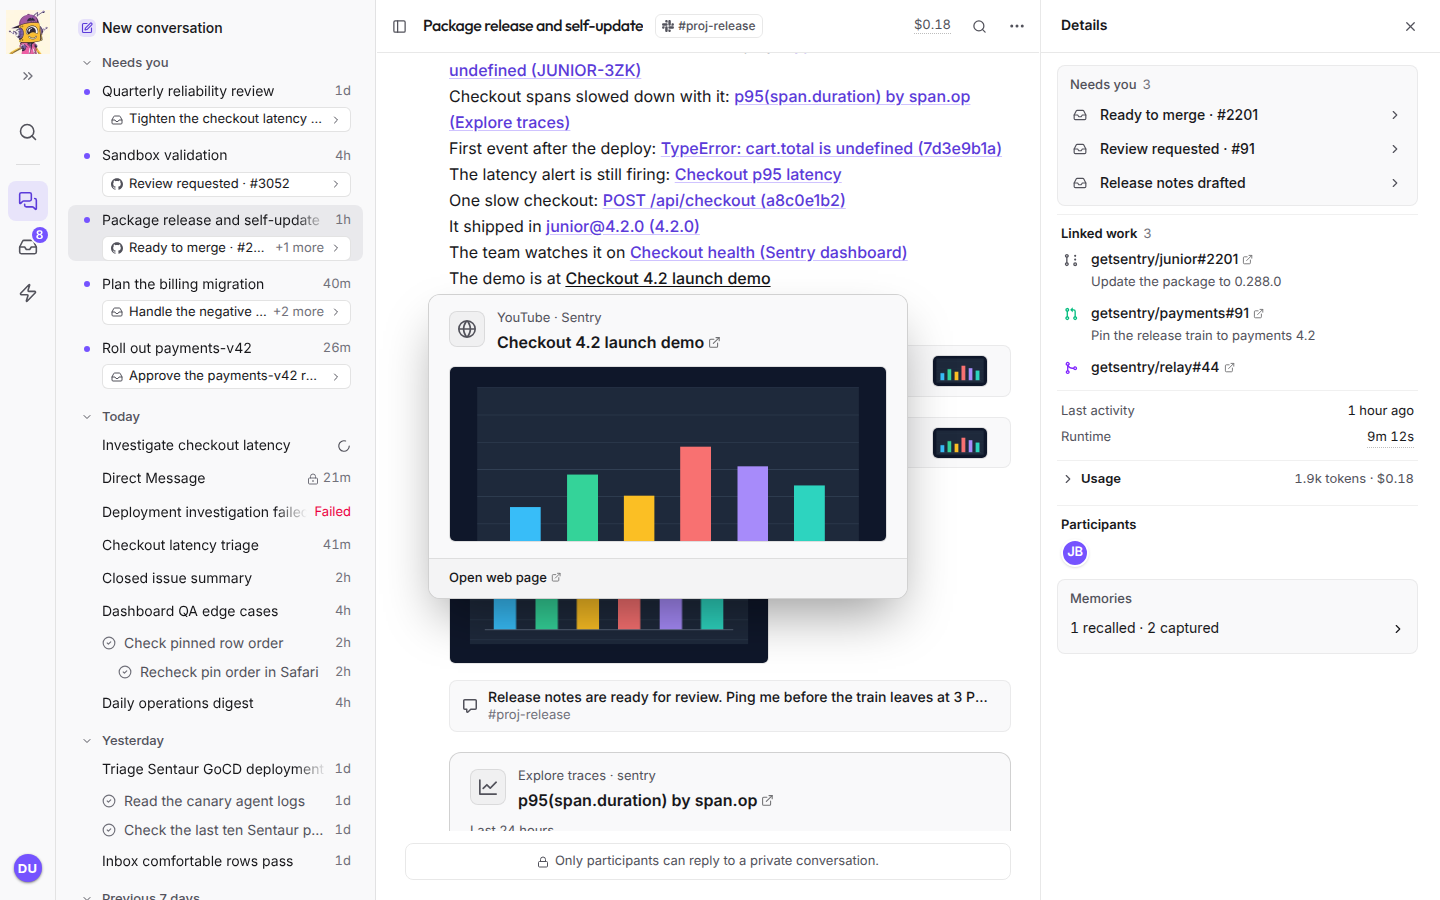 New conversation
Needs you
Quarterly reliability review 1d
Tighten the checkout latency ...
Sandbox validation 4h
Review requested · #3052
Package release and self-update 1h
Ready to merge · #2... +1 more
8
Plan the billing migration 40m
Handle the negative ... +2 more
Roll out payments-v42 26m
Approve the payments-v42 r...
Today
Investigate checkout latency
Direct Message 21m
Deployment investigation failed Failed
Checkout latency triage 41m
Closed issue summary 2h
Dashboard QA edge cases 4h
Check pinned row order 2h
Recheck pin order in Safari 2h
Daily operations digest 4h
Yesterday
Triage Sentaur GoCD deployment 1d
Read the canary agent logs 1d
Check the last ten Sentaur p... 1d
Inbox comfortable rows pass 1d
Previous 7 days
DU
Package release and self-update #proj-release $0.18
undefined (JUNIOR-3ZK)
Checkout spans slowed down with it: p95(span.duration) by span.op
(Explore traces)
First event after the deploy: TypeError: cart.total is undefined (7d3e9b1a)
The latency alert is still firing: Checkout p95 latency
One slow checkout: POST /api/checkout (a8c0e1b2)
It shipped in junior@4.2.0 (4.2.0)
The team watches it on Checkout health (Sentry dashboard)
The demo is at Checkout 4.2 launch demo
YouTube · Sentry
Checkout 4.2 launch demo
Open web page
Release notes are ready for review. Ping me before the train leaves at 3 P...
#proj-release
Explore traces · sentry
p95(span.duration) by span.op
Last 24 hours
Only participants can reply to a private conversation.
Details
Needs you 3
Ready to merge · #2201
Review requested · #91
Release notes drafted
Linked work 3
getsentry/junior#2201
Update the package to 0.288.0
getsentry/payments#91
Pin the release train to payments 4.2
getsentry/relay#44
Last activity 1 hour ago
Runtime 9m 12s
Usage 1.9k tokens · $0.18
Participants
JB
Memories
1 recalled · 2 captured